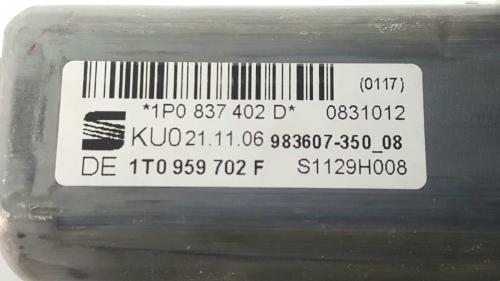 (0117)
*1P0 837 402 D* 0831012
KU0 21.11.06 983607-350_08
DE 1T0 959 702 F S1129H008